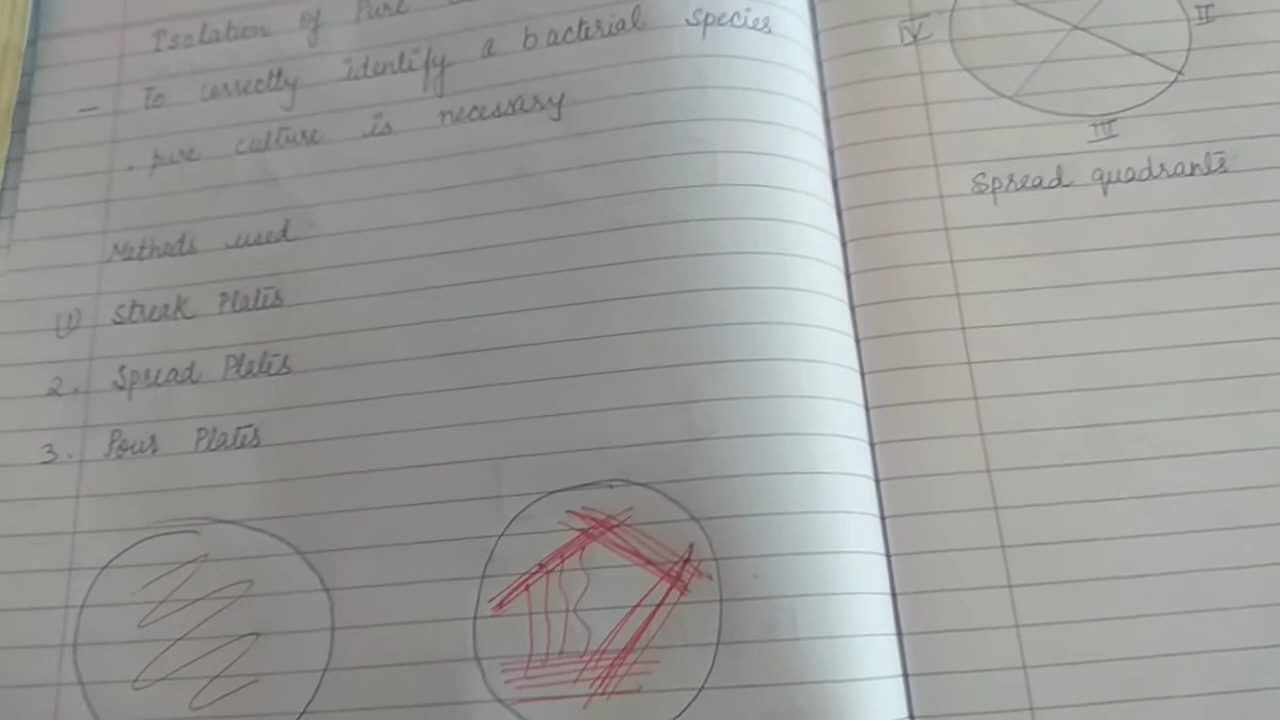 Isolation of Pure
- To correctly identify a bacterial species
. pure culture is necessary
Methods used
(1) Streak Plates
2. Spread Plates
3. Pour Plates
IV
II
III
Spread quadrants